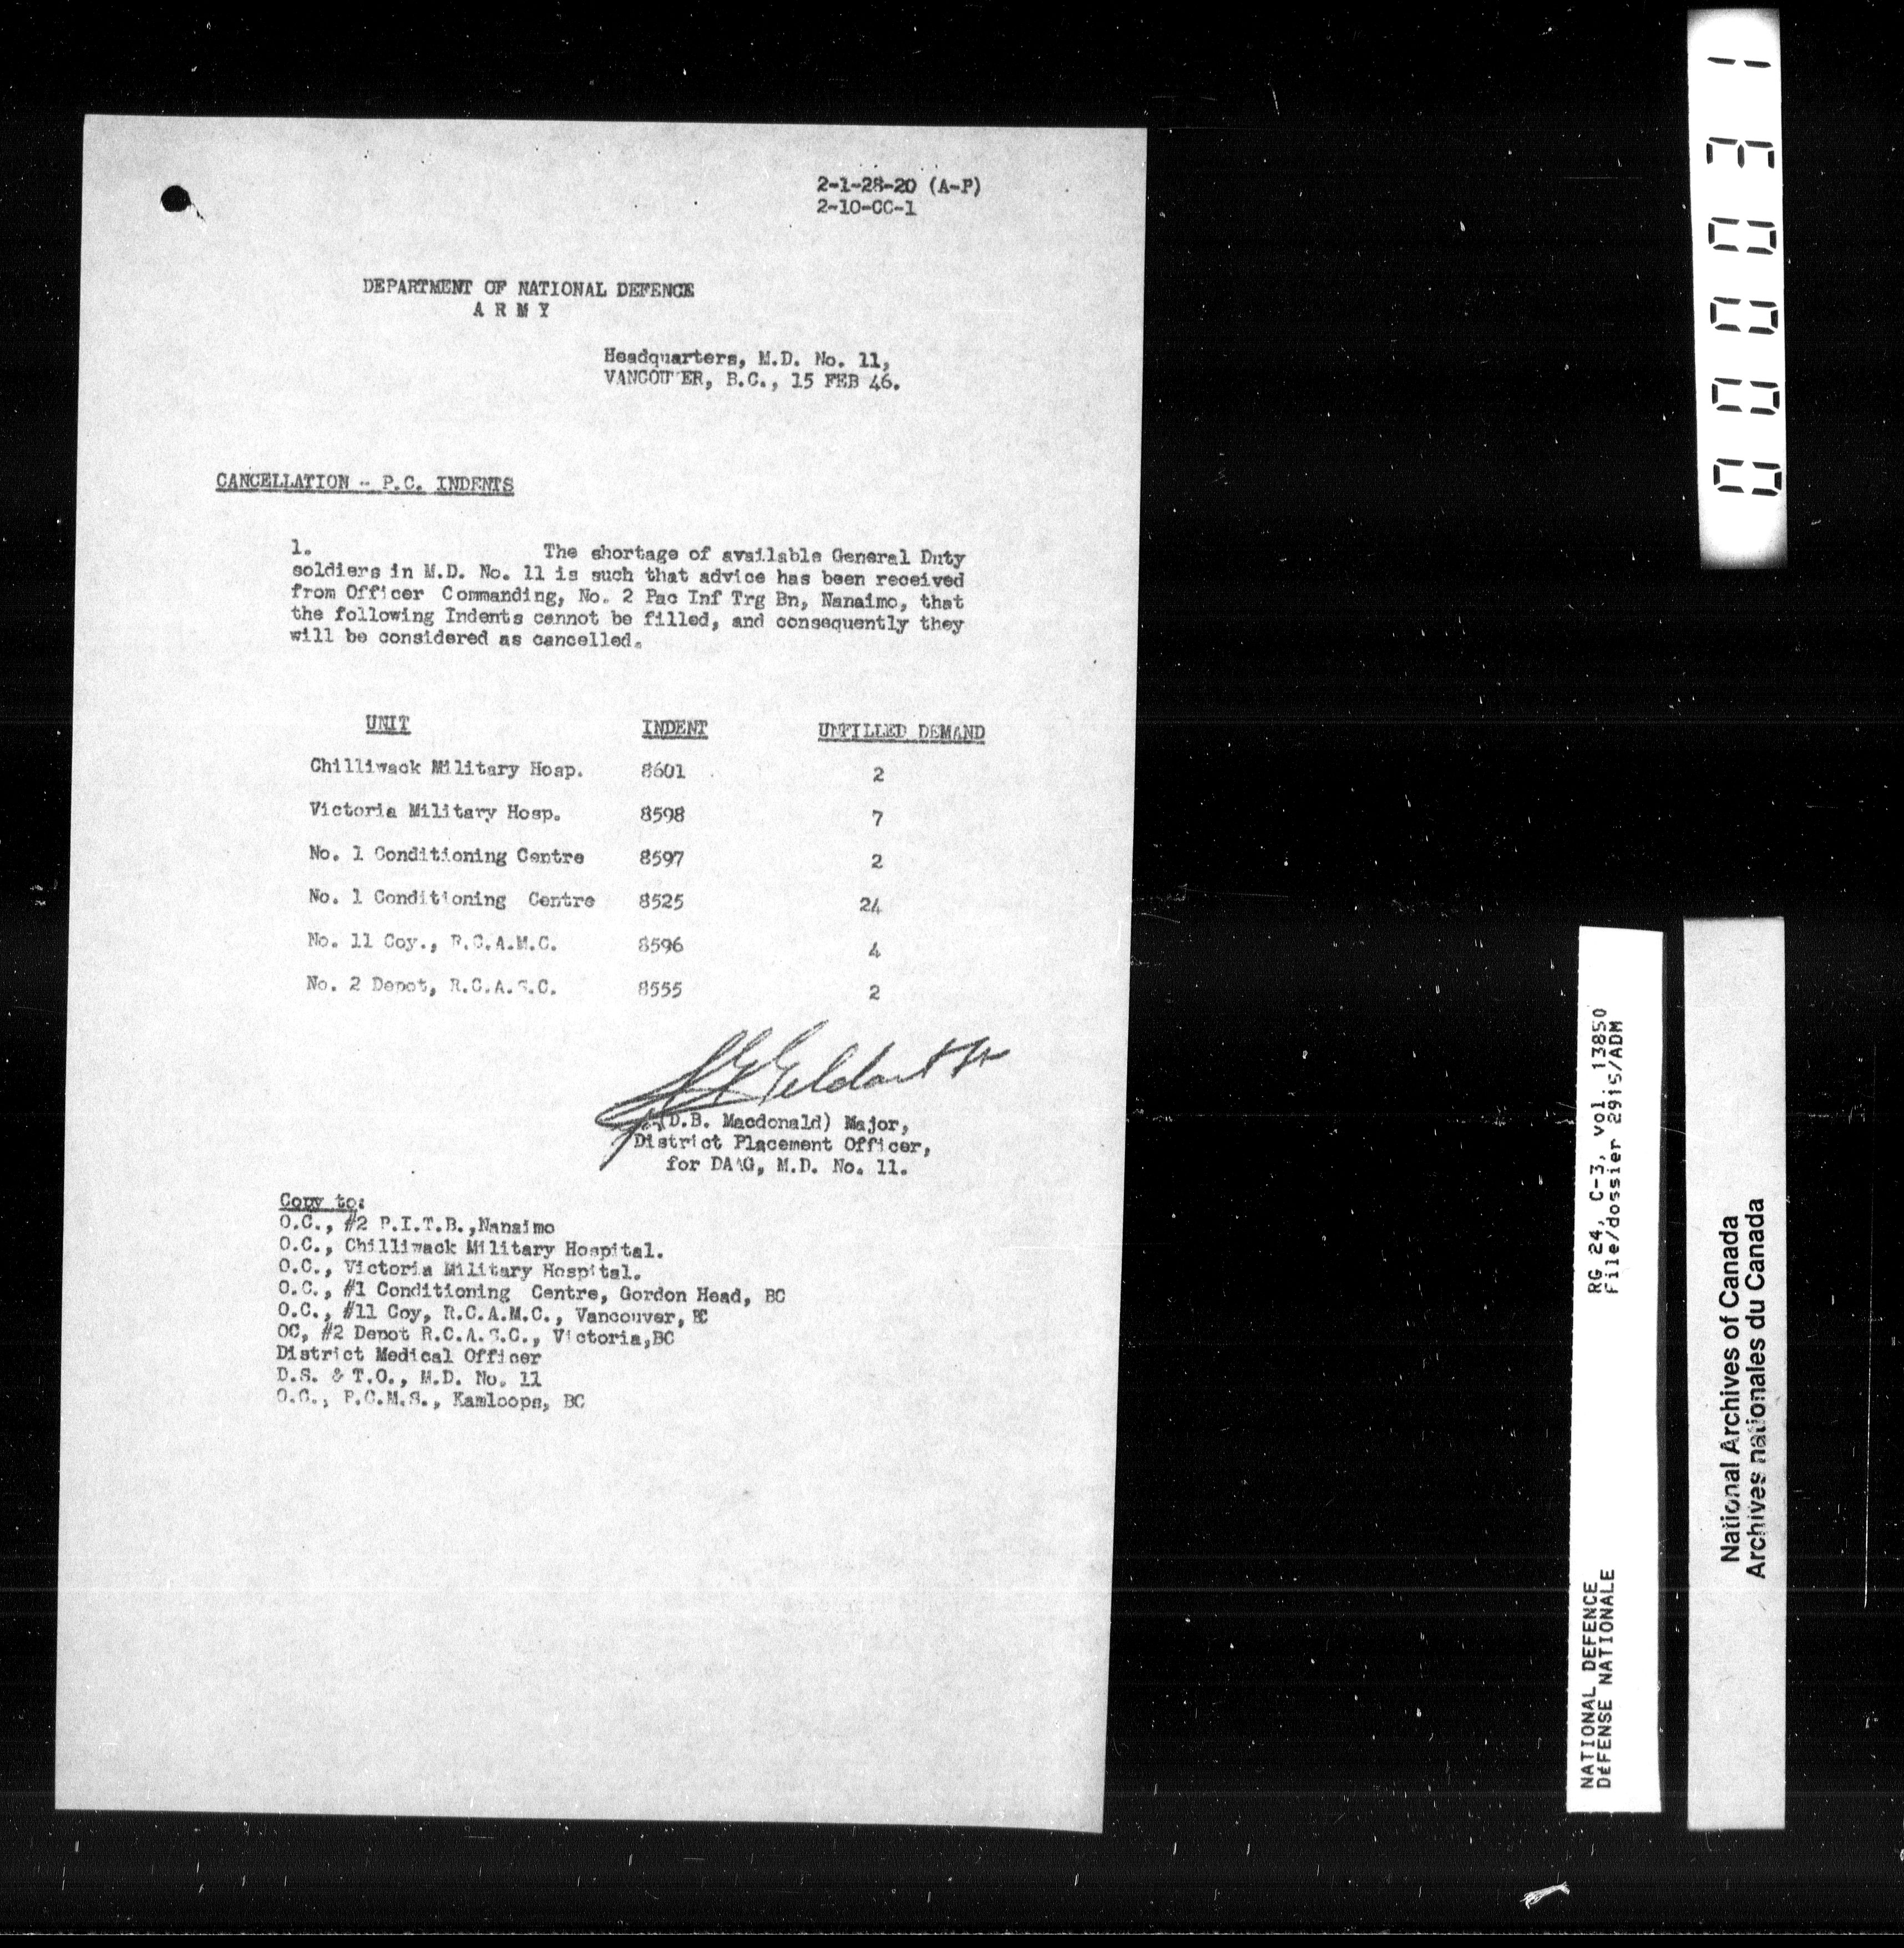 2-1-28-20 (A-P)
2-10-CC-1
DEPARTMENT OF NATIONAL DEFENCE
A R M Y
Headquarters, M.D. No. 11,
VANCOUVER, B.C., 15 FEB 46.
CANCELLATION -- P.C. INDENTS
1. The shortage of available General Duty
soldiers in M.D. No. 11 is such that advice has been received
from Officer Commanding, No. 2 Pac Inf Trg Bn, Nanaimo, that
the following Indents cannot be filled, and consequently they
will be considered as cancelled.
UNIT INDENT UNFILLED DEMAND
Chilliwack Military Hosp. 8601 2
Victoria Military Hosp. 8598 7
No. 1 Conditioning Centre 8597 2
No. 1 Conditioning Centre 8525 24
No. 11 Coy., R.C.A.M.C. 8596 4
No. 2 Depot, R.C.A.S.C. 8555 2
(D.B. Macdonald) Major,
District Placement Officer,
for DAAG, M.D. No. 11.
Copy to:
O.C., #2 P.I.T.B.,Nanaimo
O.C., Chilliwack Military Hospital.
O.C., Victoria Military Hospital.
O.C., #1 Conditioning Centre, Gordon Head, BC
O.C., #11 Coy, R.C.A.M.C., Vancouver, BC
OC, #2 Depot R.C.A.S.C., Victoria,BC
District Medical Officer
D.S. & T.O., M.D. No. 11
O.C., P.C.M.S., Kamloops, BC
000031
NATIONAL DEFENCE RG 24, C-3, vol. 13850
DÉFENSE NATIONALE File/dossier 2915/ADM
National Archives of Canada
Archives nationales du Canada